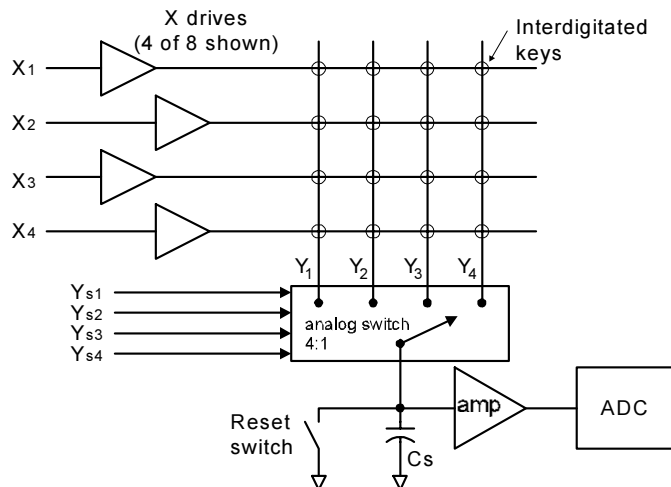 X drives
(4 of 8 shown)
Interdigitated
keys
X1
X2
X3
X4
Y1
Y2
Y3
Y4
Ys1
Ys2
Ys3
Ys4
analog switch
4:1
amp
ADC
Reset
switch
Cs